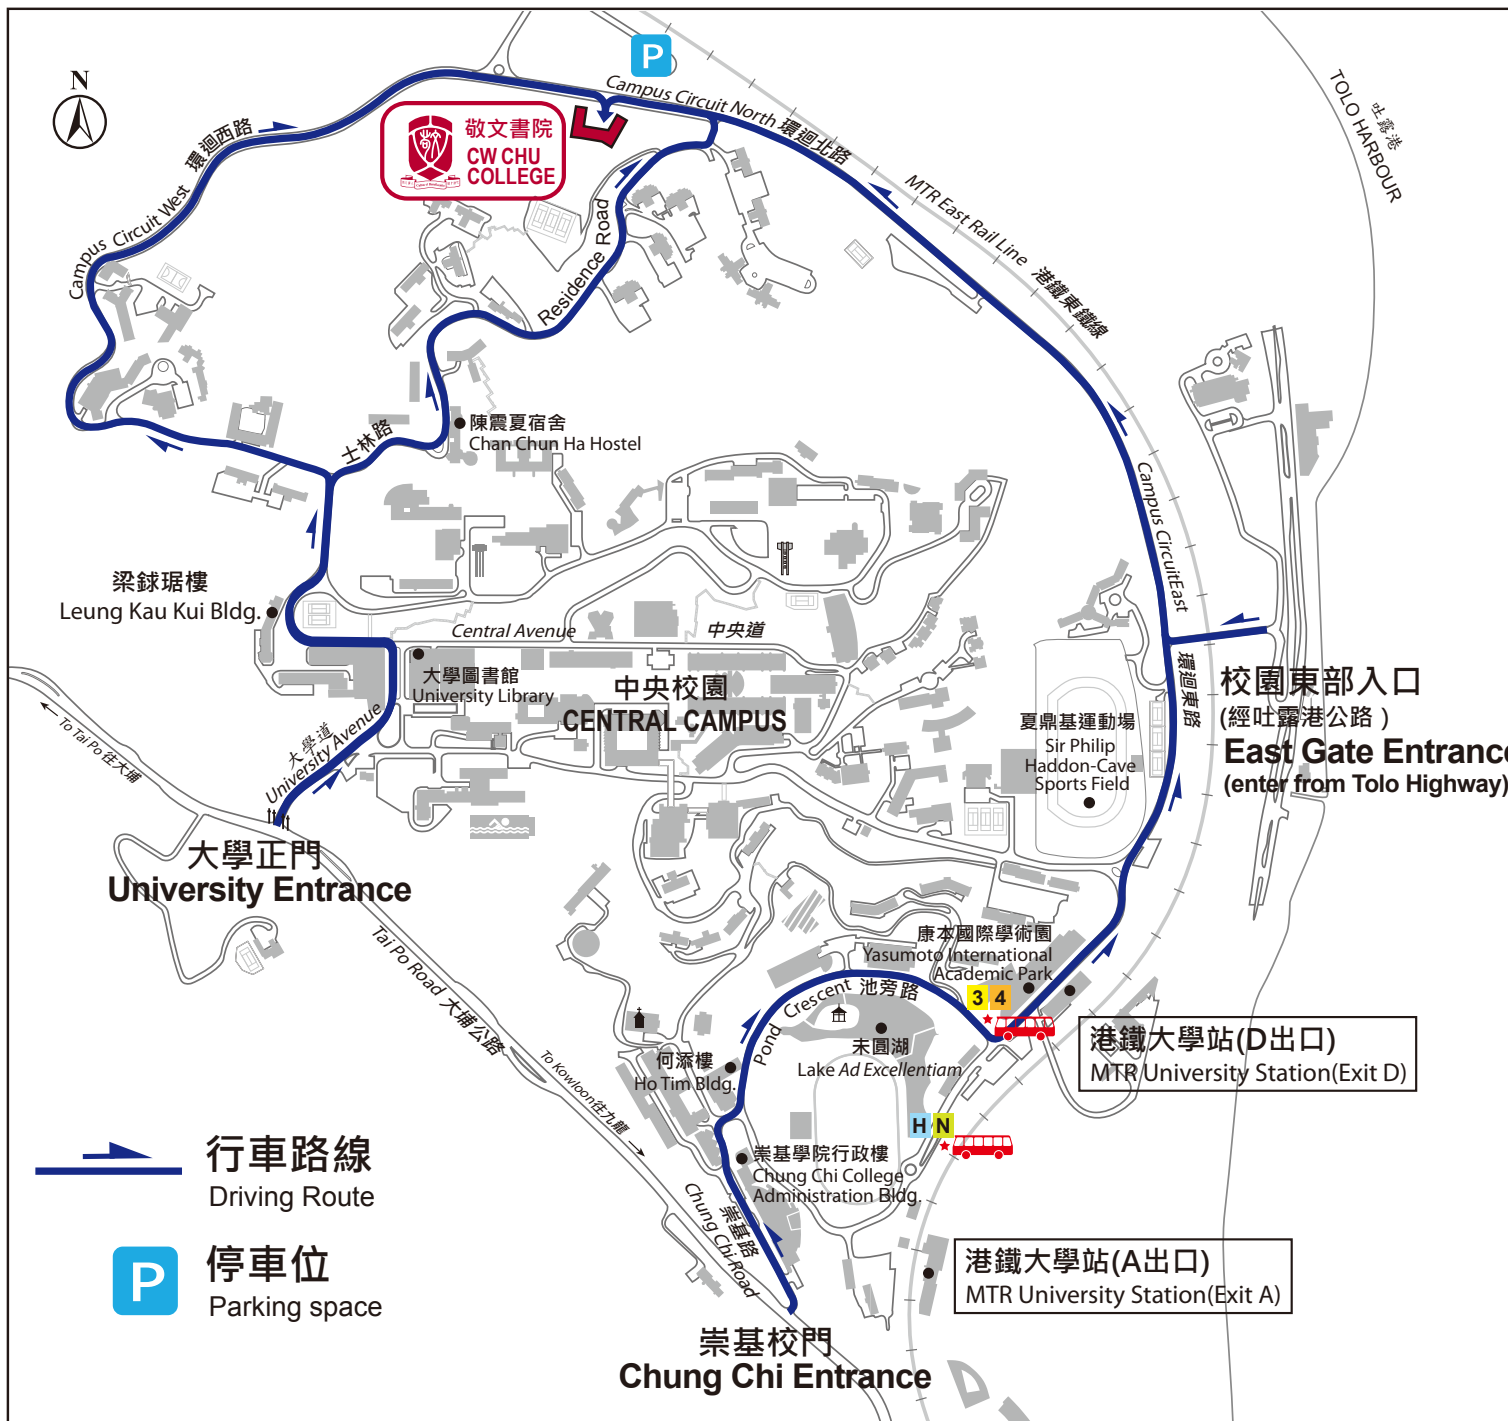 P
N
Campus Circuit North 環迴北路
敬文書院
CW CHU
COLLEGE
吐露港
TOLO HARBOUR
Campus Circuit West 環迴西路
MTR East Rail Line 港鐵東鐵線
Residence Road
士林路
陳震夏宿舍
Chan Chun Ha Hostel
Campus CircuitEast
環迴東路
梁銶琚樓
Leung Kau Kui Bldg.
Central Avenue 中央道
大學圖書館
University Library
中央校園
CENTRAL CAMPUS
校園東部入口
(經吐露港公路)
East Gate Entrance
(enter from Tolo Highway)
夏鼎基運動場
Sir Philip
Haddon-Cave
Sports Field
大學道
University Avenue
To Tai Po 往大埔
大學正門
University Entrance
Tai Po Road 大埔公路
康本國際學術園
Yasumoto International
Academic Park
3 4
Pond Crescent 池旁路
未圓湖
Lake Ad Excellentiam
港鐵大學站(D出口)
MTR University Station(Exit D)
To Kowloon往九龍
何添樓
Ho Tim Bldg.
H N
崇基學院行政樓
Chung Chi College
Administration Bldg.
崇基路
Chung Chi Road
行車路線
Driving Route
P
停車位
Parking space
港鐵大學站(A出口)
MTR University Station(Exit A)
崇基校門
Chung Chi Entrance